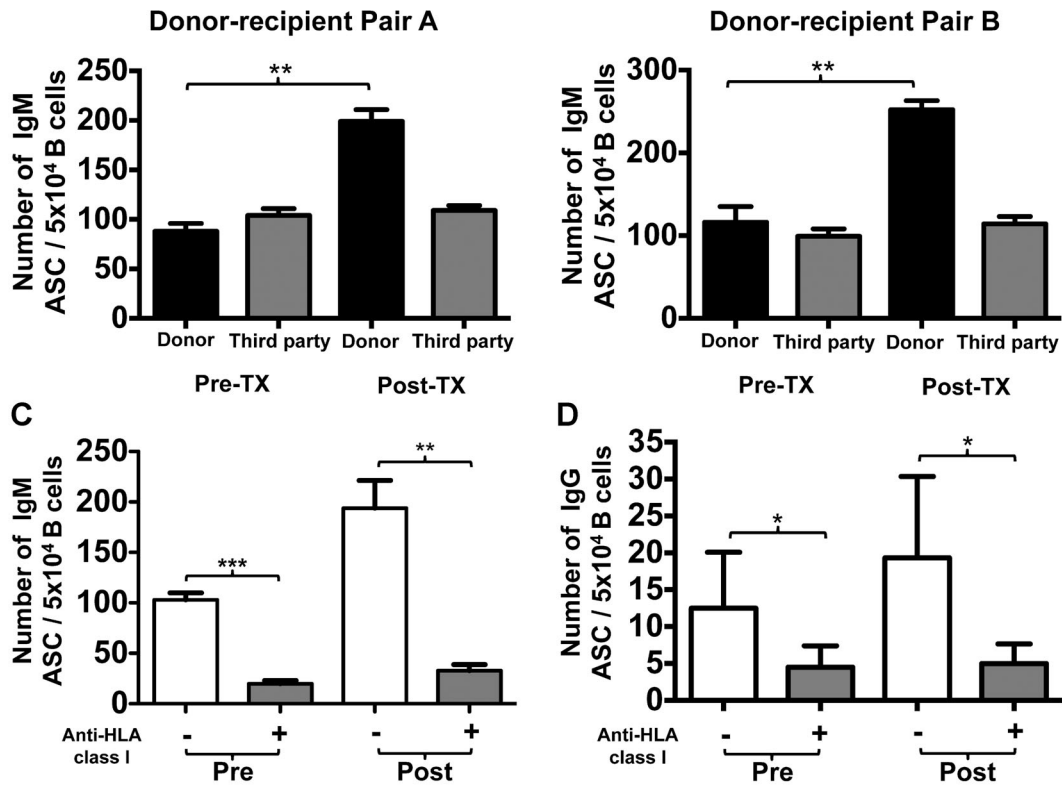 Donor-recipient Pair A
Number of IgM
ASC / 5x10⁴ B cells
250
200
150
100
50
0
**
Donor Third party Donor Third party
Pre-TX Post-TX
Donor-recipient Pair B
Number of IgM
ASC / 5x10⁴ B cells
300
200
100
0
**
Donor Third party Donor Third party
Pre-TX Post-TX
C
Number of IgM
ASC / 5x10⁴ B cells
250
200
150
100
50
0
***
**
Anti-HLA
class I
- + - +
Pre Post
D
Number of IgG
ASC / 5x10⁴ B cells
35
30
25
20
15
10
5
0
*
*
Anti-HLA
class I
- + - +
Pre Post